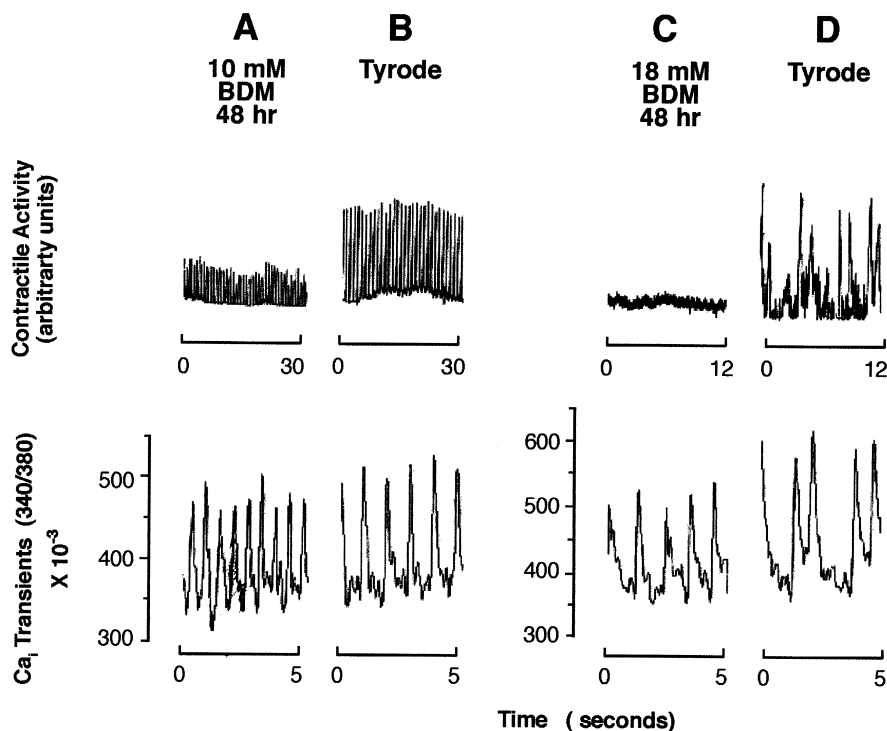 A
B
C
D
10 mM
BDM
48 hr
Tyrode
18 mM
BDM
48 hr
Tyrode
Contractile Activity
(arbitrarty units)
0 30
0 30
0 12
0 12
Ca i Transients (340/380)
X 10⁻³
500
400
300
600
500
400
300
0 5
0 5
0 5
0 5
Time ( seconds)